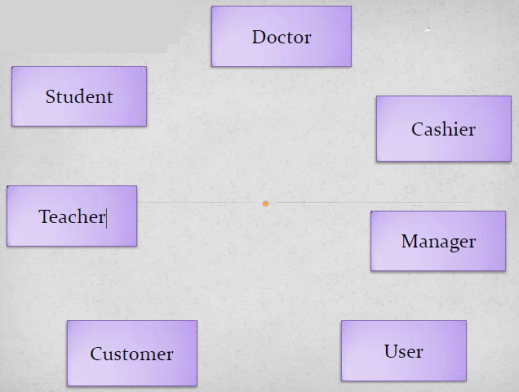 Doctor
Student
Cashier
Teacher
Manager
Customer
User